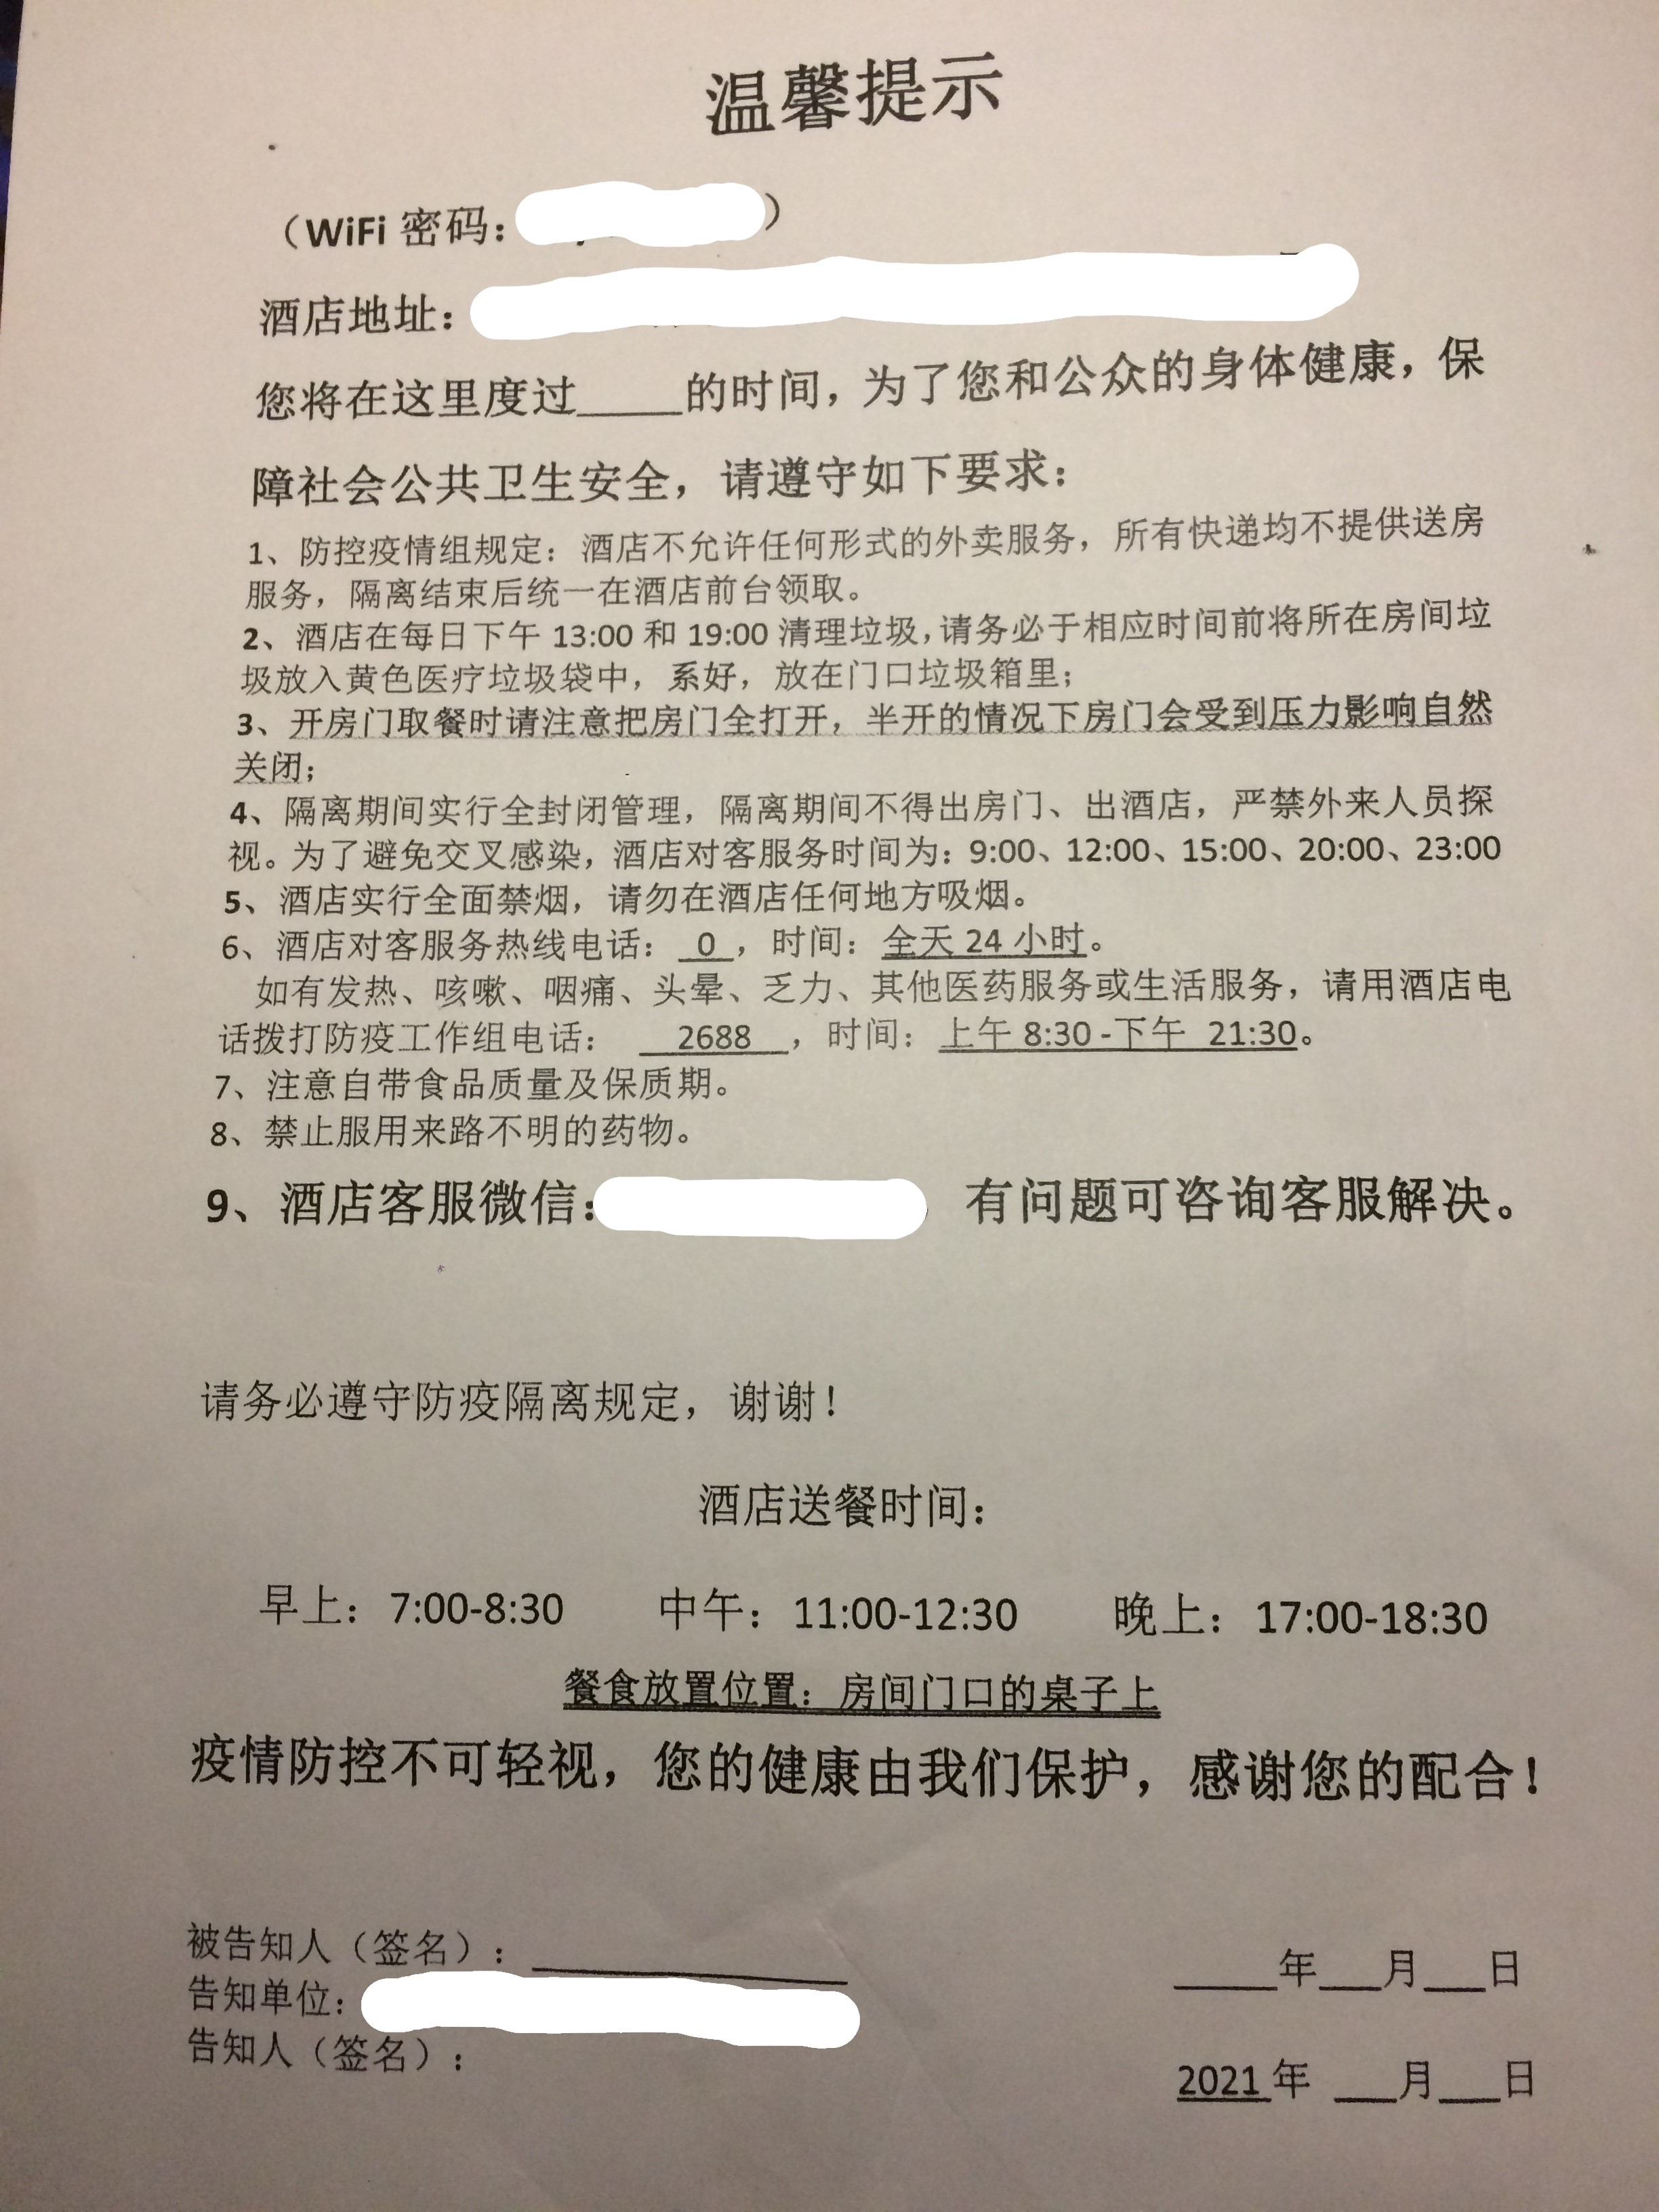 温馨提示
（WiFi 密码：）
酒店地址：
您将在这里度过____的时间，为了您和公众的身体健康，保
障社会公共卫生安全，请遵守如下要求：
1、防控疫情组规定：酒店不允许任何形式的外卖服务，所有快递均不提供送房
服务，隔离结束后统一在酒店前台领取。
2、酒店在每日下午 13:00 和 19:00 清理垃圾，请务必于相应时间前将所在房间垃
圾放入黄色医疗垃圾袋中，系好，放在门口垃圾箱里；
3、开房门取餐时请注意把房门全打开，半开的情况下房门会受到压力影响自然
关闭；
4、隔离期间实行全封闭管理，隔离期间不得出房门、出酒店，严禁外来人员探
视。为了避免交叉感染，酒店对客服务时间为：9:00、12:00、15:00、20:00、23:00
5、酒店实行全面禁烟，请勿在酒店任何地方吸烟。
6、酒店对客服务热线电话： 0 ，时间：全天 24 小时。
如有发热、咳嗽、咽痛、头晕、乏力、其他医药服务或生活服务，请用酒店电
话拨打防疫工作组电话： 2688 ，时间：上午 8:30 -下午 21:30。
7、注意自带食品质量及保质期。
8、禁止服用来路不明的药物。
9、酒店客服微信： 有问题可咨询客服解决。
请务必遵守防疫隔离规定，谢谢！
酒店送餐时间：
早上：7:00-8:30 中午：11:00-12:30 晚上：17:00-18:30
餐食放置位置：房间门口的桌子上
疫情防控不可轻视，您的健康由我们保护，感谢您的配合！
被告知人（签名）：____ ____年___月___日
告知单位：
告知人（签名）：
2021 年 ___月___日